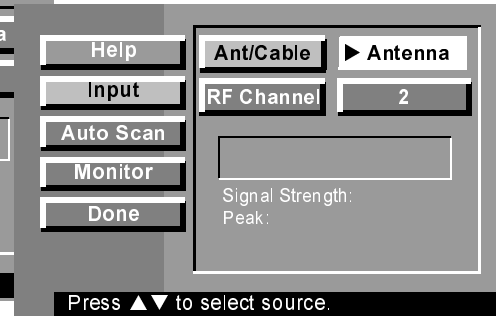 Help
Input
Auto Scan
Monitor
Done
Ant/Cable ▶ Antenna
RF Channel 2
Signal Strength:
Peak:
Press ▲▼ to select source.